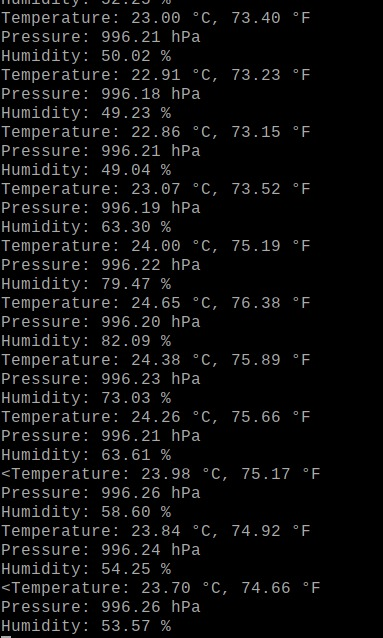 Humidity: 52.25 %
Temperature: 23.00 °C, 73.40 °F
Pressure: 996.21 hPa
Humidity: 50.02 %
Temperature: 22.91 °C, 73.23 °F
Pressure: 996.18 hPa
Humidity: 49.23 %
Temperature: 22.86 °C, 73.15 °F
Pressure: 996.21 hPa
Humidity: 49.04 %
Temperature: 23.07 °C, 73.52 °F
Pressure: 996.19 hPa
Humidity: 63.30 %
Temperature: 24.00 °C, 75.19 °F
Pressure: 996.22 hPa
Humidity: 79.47 %
Temperature: 24.65 °C, 76.38 °F
Pressure: 996.20 hPa
Humidity: 82.09 %
Temperature: 24.38 °C, 75.89 °F
Pressure: 996.23 hPa
Humidity: 73.03 %
Temperature: 24.26 °C, 75.66 °F
Pressure: 996.21 hPa
Humidity: 63.61 %
<Temperature: 23.98 °C, 75.17 °F
Pressure: 996.26 hPa
Humidity: 58.60 %
Temperature: 23.84 °C, 74.92 °F
Pressure: 996.24 hPa
Humidity: 54.25 %
<Temperature: 23.70 °C, 74.66 °F
Pressure: 996.26 hPa
Humidity: 53.57 %